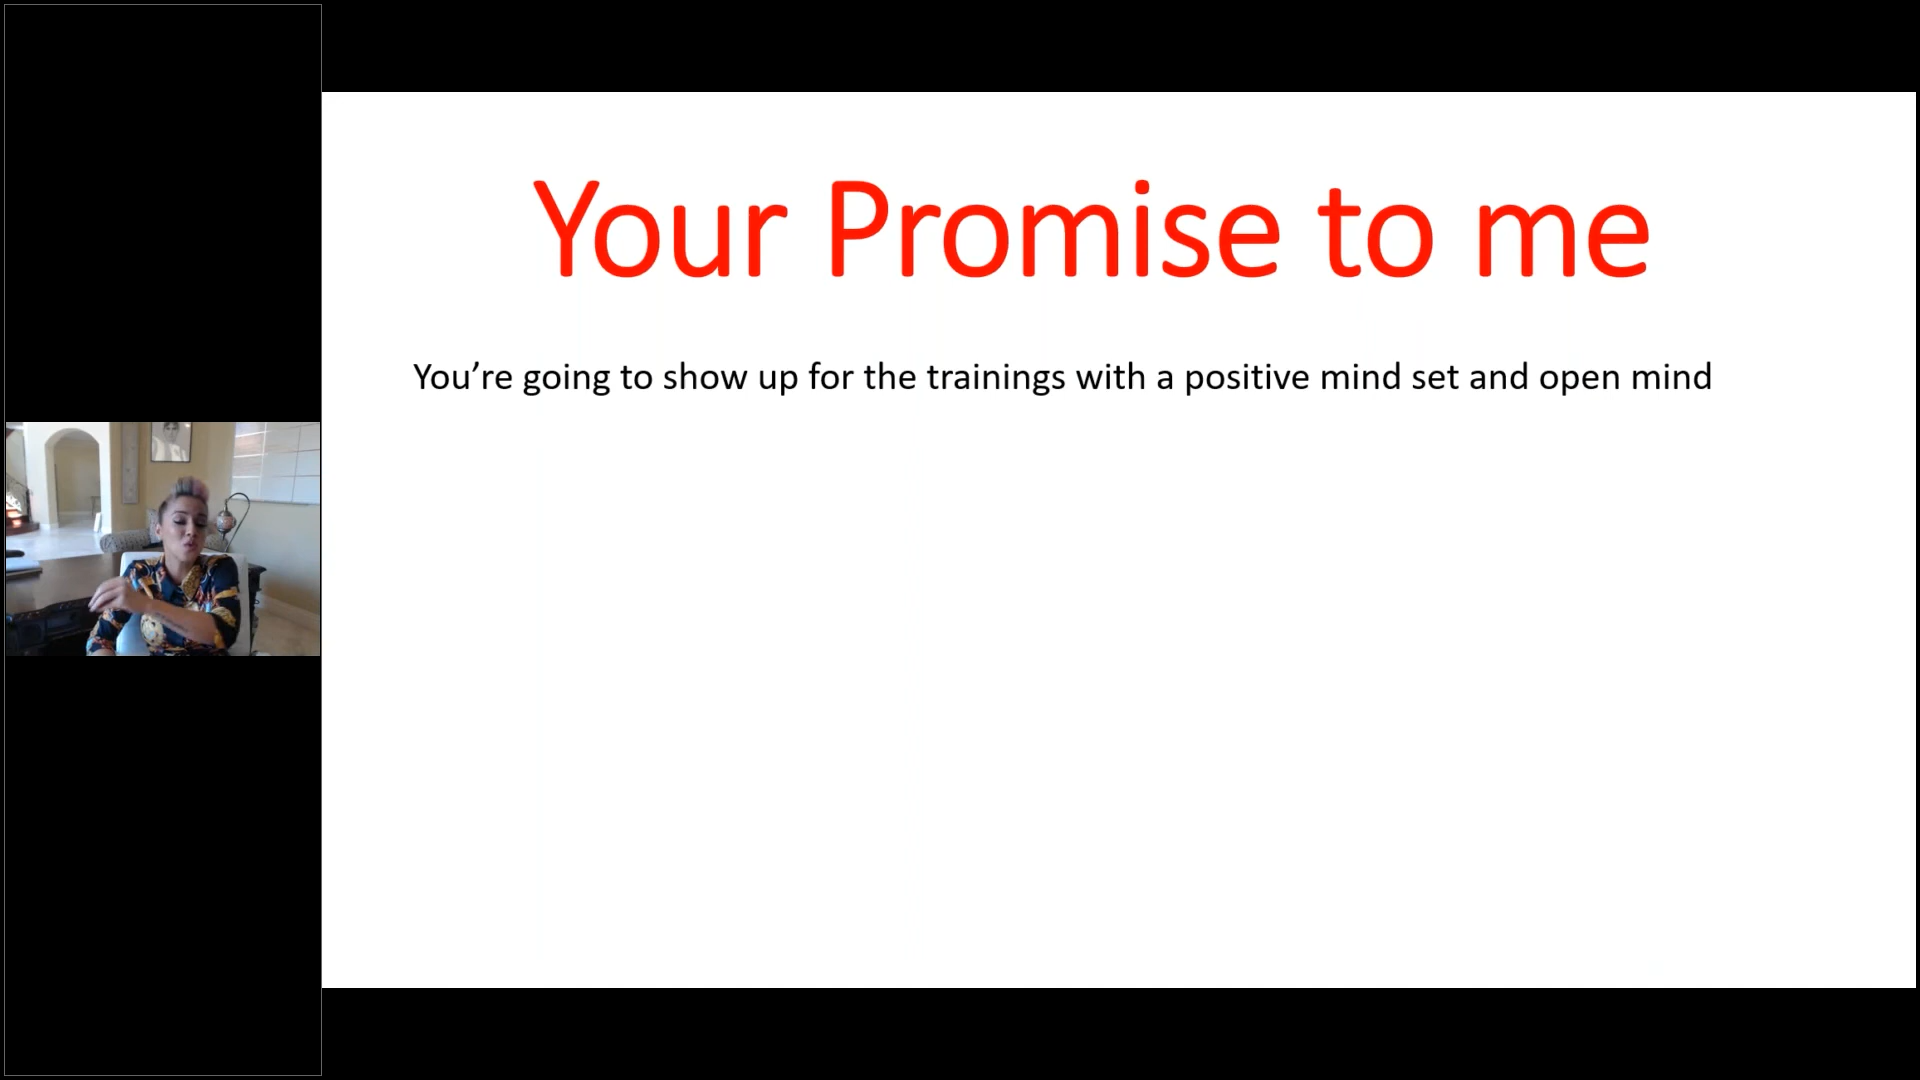 Your Promise to me
You’re going to show up for the trainings with a positive mind set and open mind